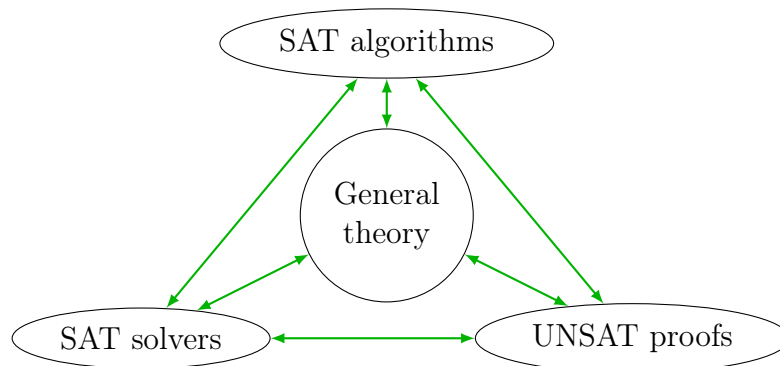 SAT algorithms
General
theory
SAT solvers
UNSAT proofs